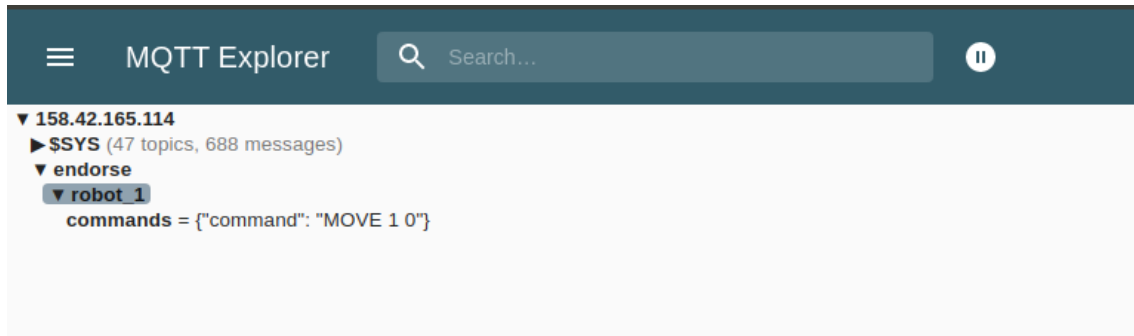 MQTT Explorer Search...
▼ 158.42.165.114
▶ $SYS (47 topics, 688 messages)
▼ endorse
▼ robot_1
commands = {"command": "MOVE 1 0"}